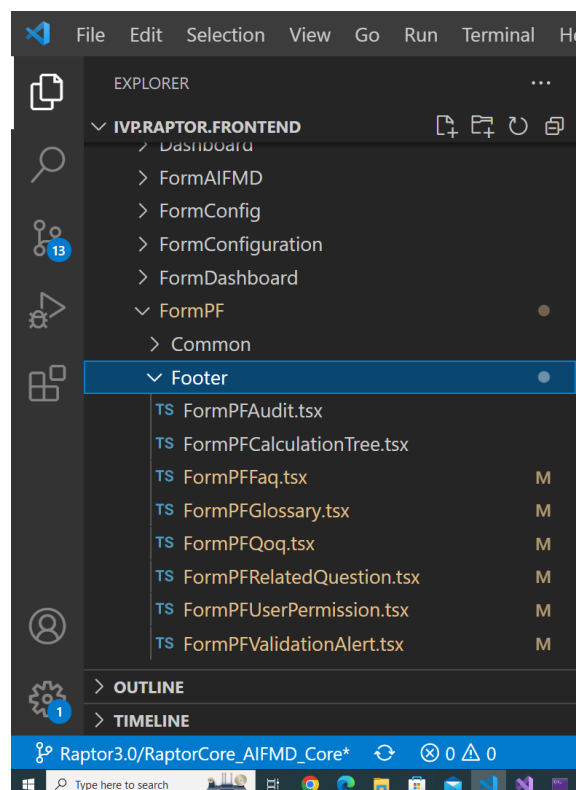 File Edit Selection View Go Run Terminal He
EXPLORER ...
IVP.RAPTOR.FRONTEND
Dashboard
FormAIFMD
FormConfig
FormConfiguration
13
FormDashboard
FormPF
Common
Footer
TS FormPFAudit.tsx
TS FormPFCalculationTree.tsx
TS FormPFFaq.tsx M
TS FormPFGlossary.tsx M
TS FormPFQoq.tsx M
TS FormPFRelatedQuestion.tsx M
TS FormPFUserPermission.tsx M
TS FormPFValidationAlert.tsx M
OUTLINE
1
TIMELINE
Raptor3.0/RaptorCore_AIFMD_Core* 0 0
Type here to search